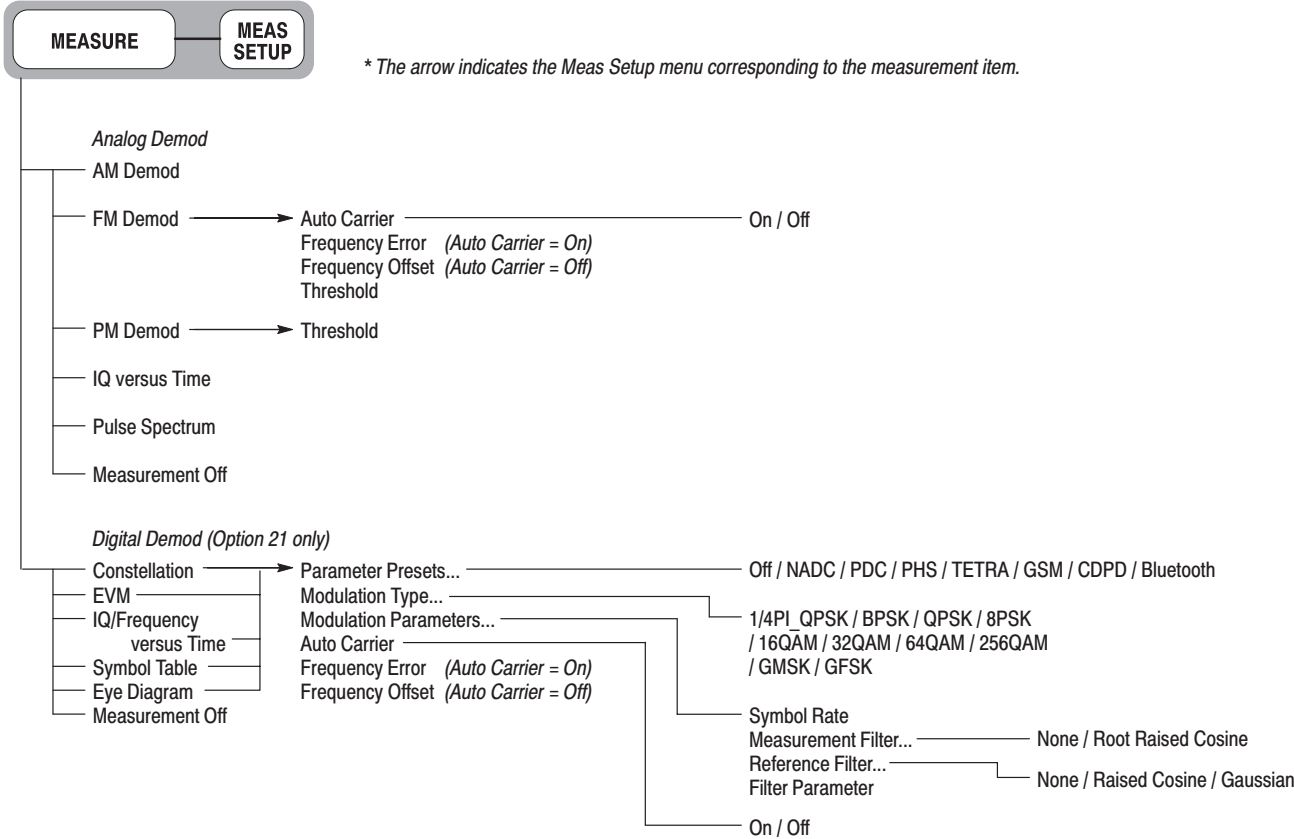 MEASURE
MEAS
SETUP
* The arrow indicates the Meas Setup menu corresponding to the measurement item.
Analog Demod
AM Demod
FM Demod
Auto Carrier
On / Off
Frequency Error (Auto Carrier = On)
Frequency Offset (Auto Carrier = Off)
Threshold
PM Demod
Threshold
IQ versus Time
Pulse Spectrum
Measurement Off
Digital Demod (Option 21 only)
Constellation
EVM
IQ/Frequency
versus Time
Symbol Table
Eye Diagram
Measurement Off
Parameter Presets...
Modulation Type...
Modulation Parameters...
Auto Carrier
Frequency Error (Auto Carrier = On)
Frequency Offset (Auto Carrier = Off)
Off / NADC / PDC / PHS / TETRA / GSM / CDPD / Bluetooth
1/4PI_QPSK / BPSK / QPSK / 8PSK
/ 16QAM / 32QAM / 64QAM / 256QAM
/ GMSK / GFSK
Symbol Rate
Measurement Filter...
Reference Filter...
Filter Parameter
None / Root Raised Cosine
None / Raised Cosine / Gaussian
On / Off